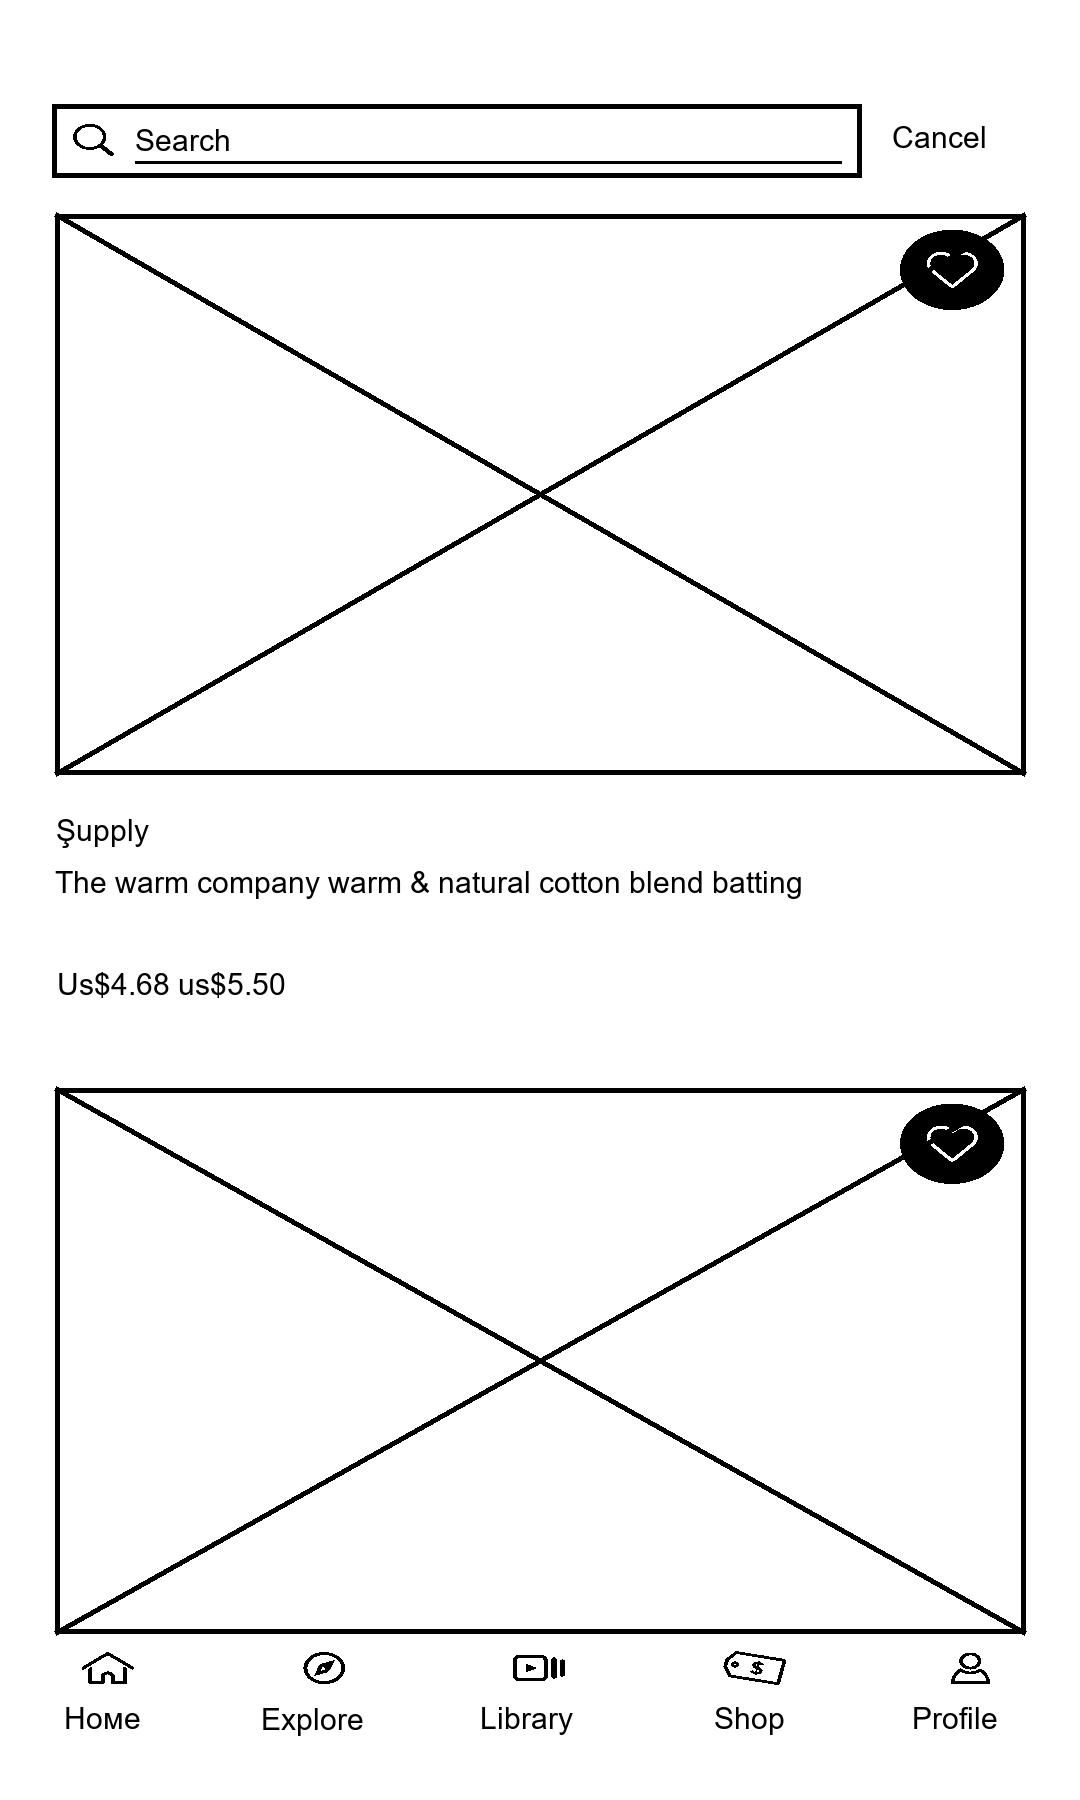 Search
Cancel
Şupply
The warm company warm & natural cotton blend batting
Us$4.68 us$5.50
$
Hoмe
Explore
Library
Shop
Profile